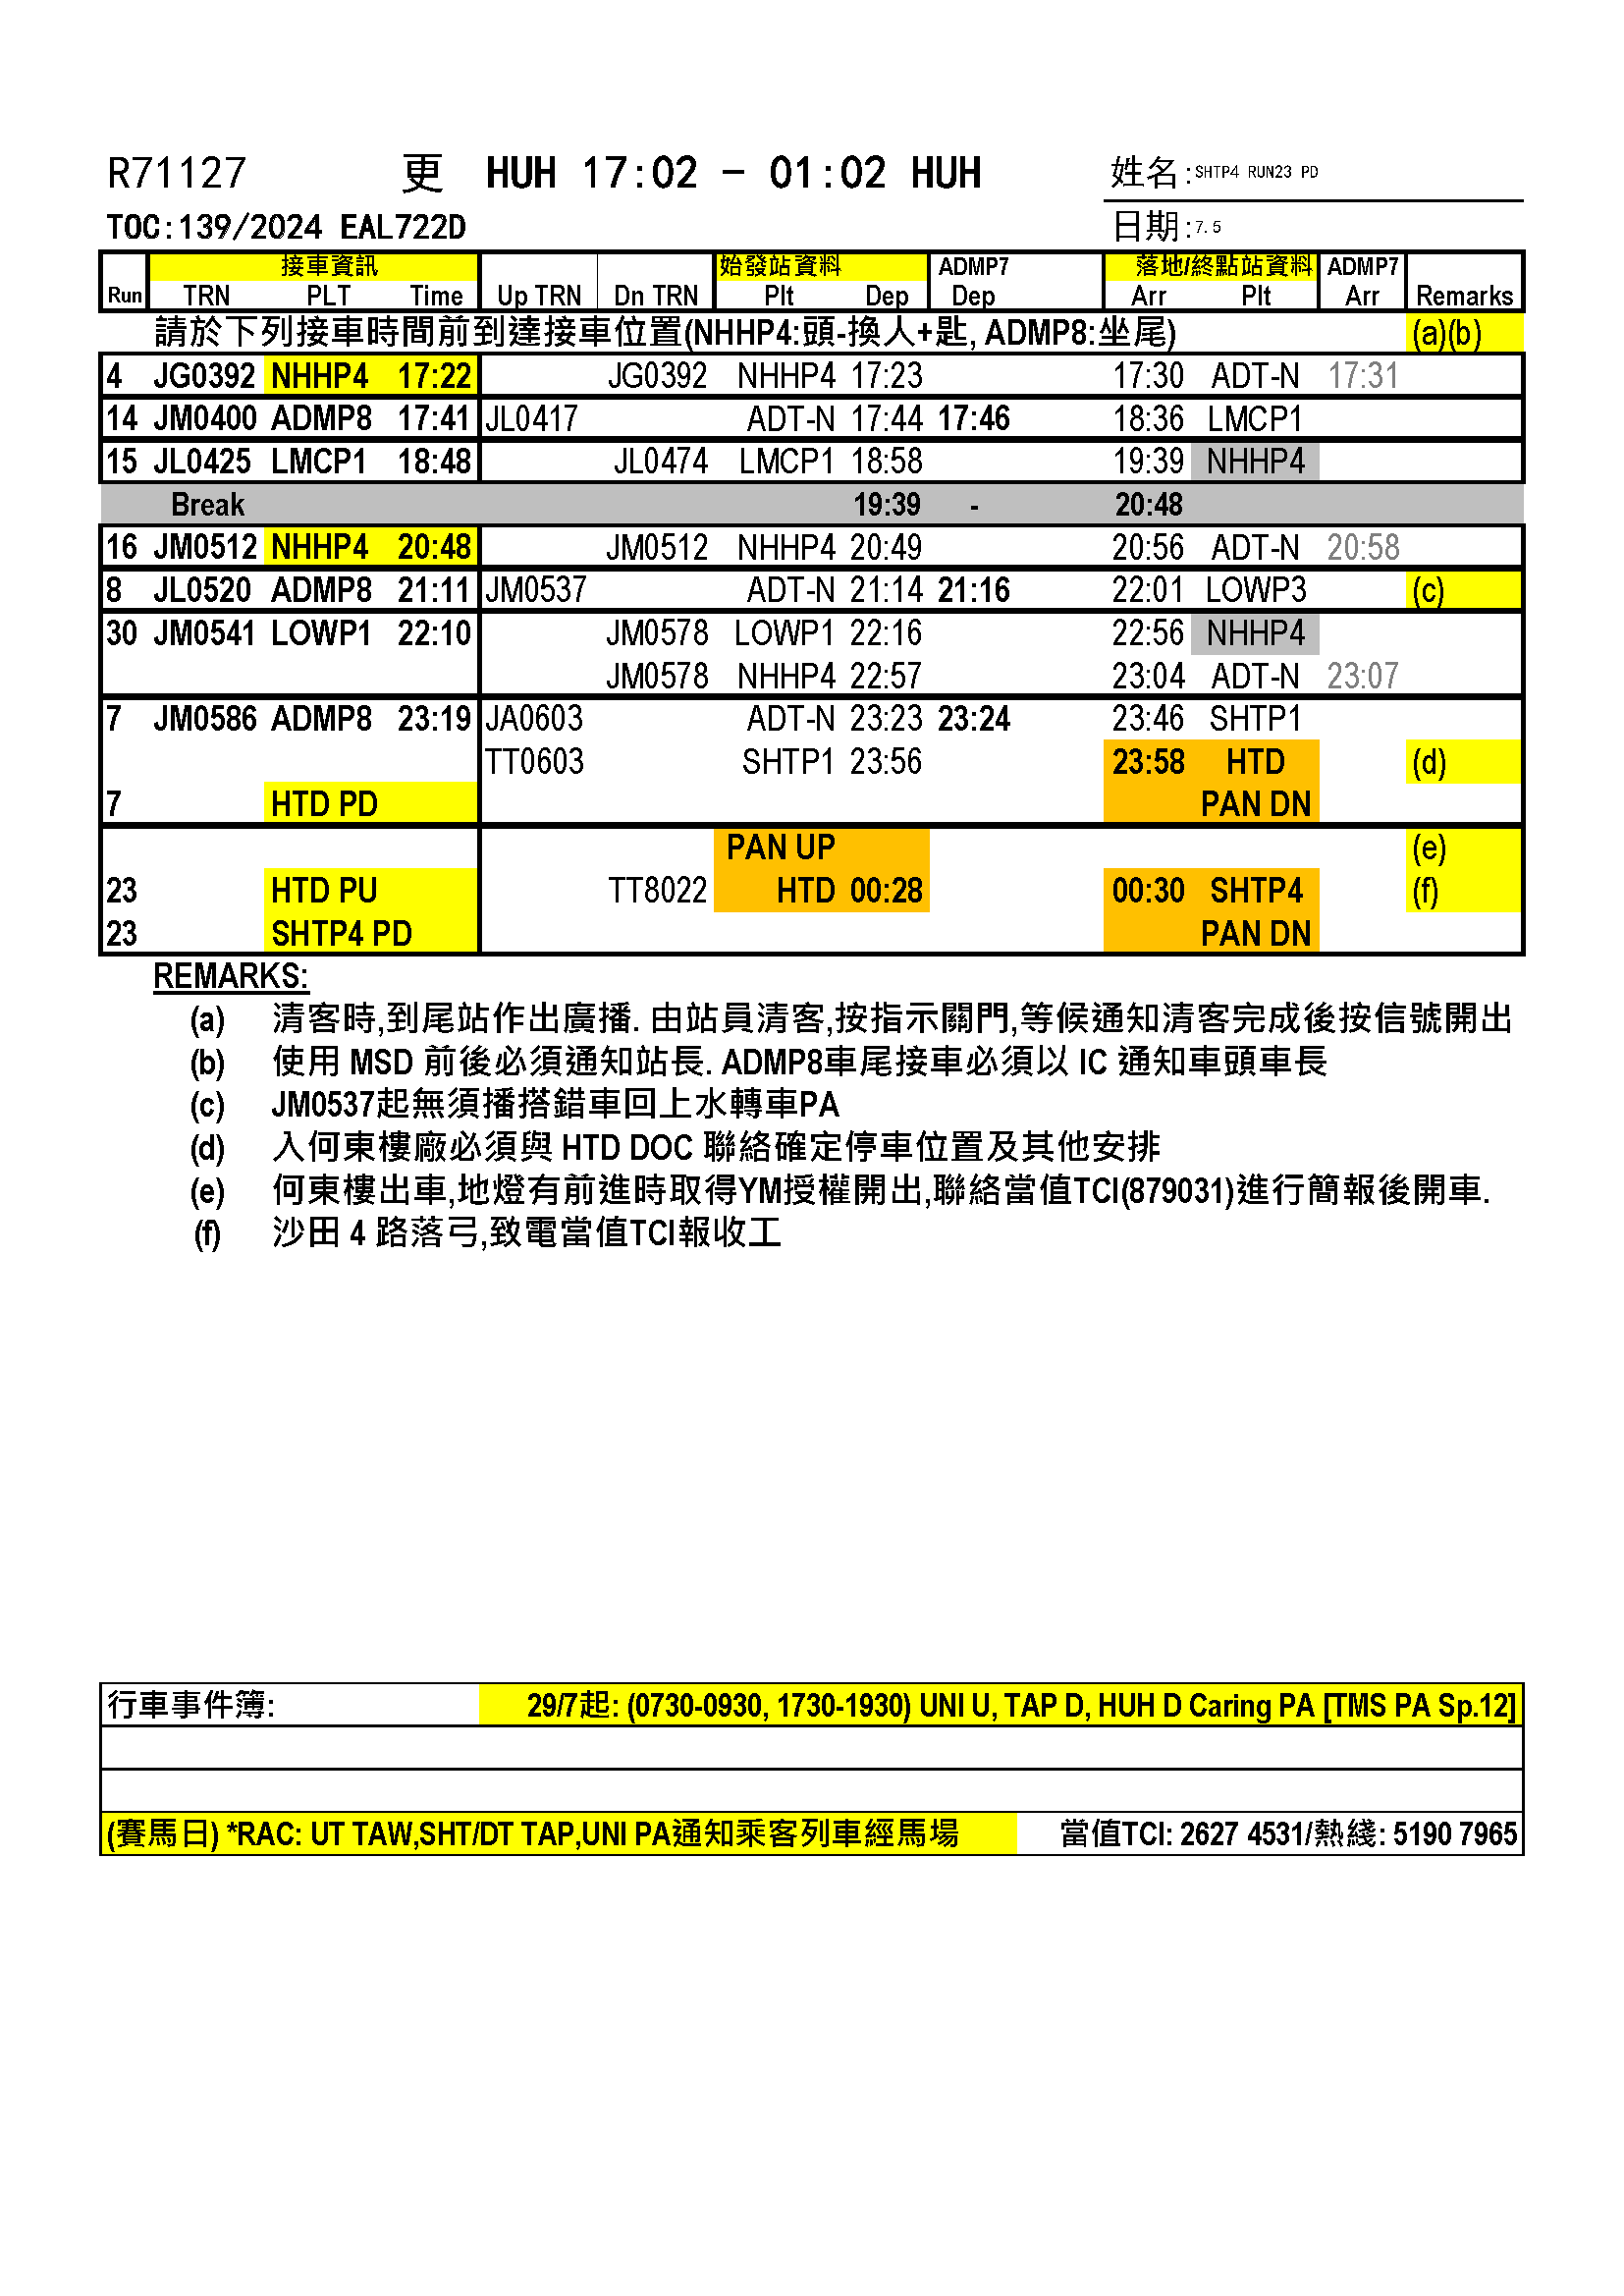 R71127 更 HUH 17:02 - 01:02 HUH 姓名:SHTP4 RUN23 PD
TOC:139/2024 EAL722D 日期:7.5
接車資訊 始發站資料 ADMP7 落地/終點站資料 ADMP7
Run TRN PLT Time Up TRN Dn TRN Plt Dep Dep Arr Plt Arr Remarks
請於下列接車時間前到達接車位置(NHHP4:頭-換人+匙, ADMP8:坐尾) (a)(b)
4 JG0392 NHHP4 17:22 JG0392 NHHP4 17:23 17:30 ADT-N 17:31
14 JM0400 ADMP8 17:41 JL0417 ADT-N 17:44 17:46 18:36 LMCP1
15 JL0425 LMCP1 18:48 JL0474 LMCP1 18:58 19:39 NHHP4
Break 19:39 - 20:48
16 JM0512 NHHP4 20:48 JM0512 NHHP4 20:49 20:56 ADT-N 20:58
8 JL0520 ADMP8 21:11 JM0537 ADT-N 21:14 21:16 22:01 LOWP3 (c)
30 JM0541 LOWP1 22:10 JM0578 LOWP1 22:16 22:56 NHHP4
JM0578 NHHP4 22:57 23:04 ADT-N 23:07
7 JM0586 ADMP8 23:19 JA0603 ADT-N 23:23 23:24 23:46 SHTP1
TT0603 SHTP1 23:56 23:58 HTD (d)
7 HTD PD PAN DN
PAN UP (e)
23 HTD PU TT8022 HTD 00:28 00:30 SHTP4 (f)
23 SHTP4 PD PAN DN
REMARKS:
(a) 清客時,到尾站作出廣播. 由站員清客,按指示關門,等候通知清客完成後按信號開出
(b) 使用 MSD 前後必須通知站長. ADMP8車尾接車必須以 IC 通知車頭車長
(c) JM0537起無須播搭錯車回上水轉車PA
(d) 入何東樓廠必須與 HTD DOC 聯絡確定停車位置及其他安排
(e) 何東樓出車,地燈有前進時取得YM授權開出,聯絡當值TCI(879031)進行簡報後開車.
(f) 沙田 4 路落弓,致電當值TCI報收工
行車事件簿: 29/7起: (0730-0930, 1730-1930) UNI U, TAP D, HUH D Caring PA [TMS PA Sp.12]
(賽馬日) *RAC: UT TAW,SHT/DT TAP,UNI PA通知乘客列車經馬場 當值TCI: 2627 4531/熱綫: 5190 7965